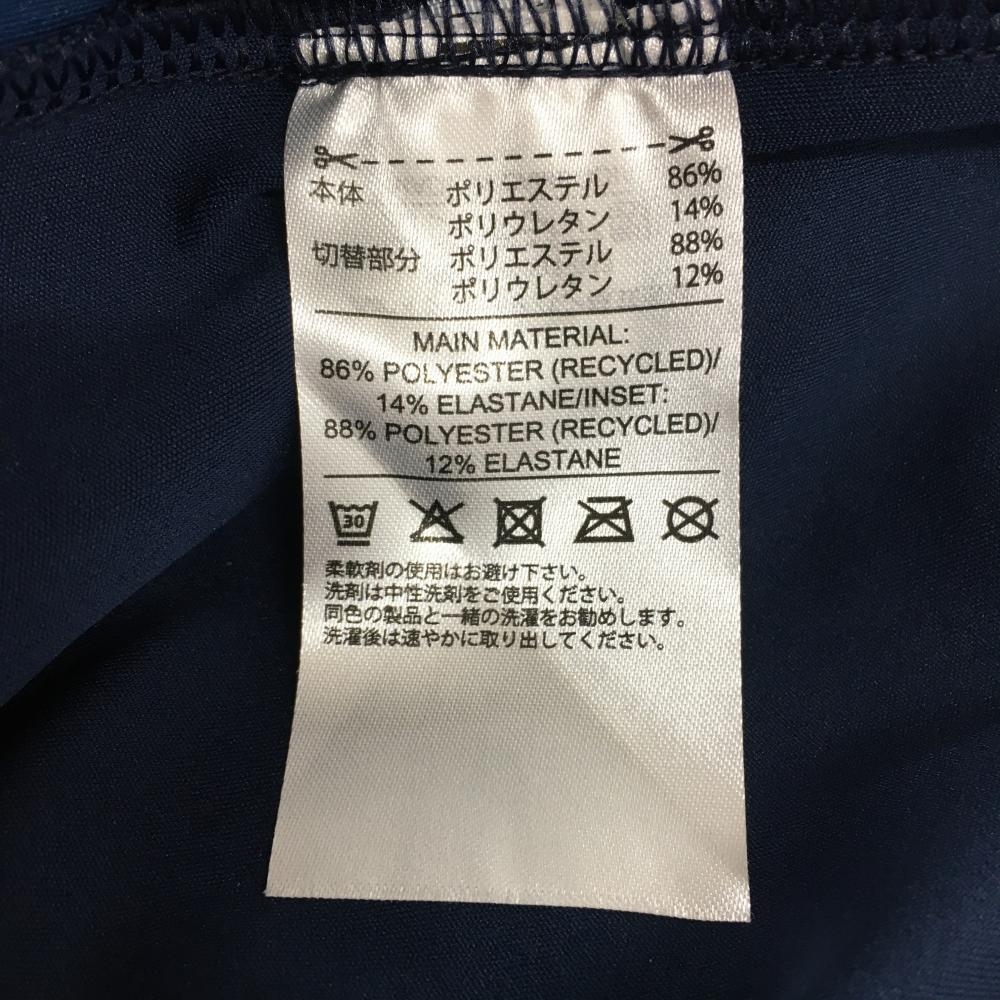 本体 ポリエステル 86%
ポリウレタン 14%
切替部分 ポリエステル 88%
ポリウレタン 12%
MAIN MATERIAL:
86% POLYESTER (RECYCLED)/
14% ELASTANE/INSET:
88% POLYESTER (RECYCLED)/
12% ELASTANE
30
柔軟剤の使用はお避け下さい。
洗剤は中性洗剤をご使用ください。
同色の製品と一緒の洗濯をお勧めします。
洗濯後は速やかに取り出してください。